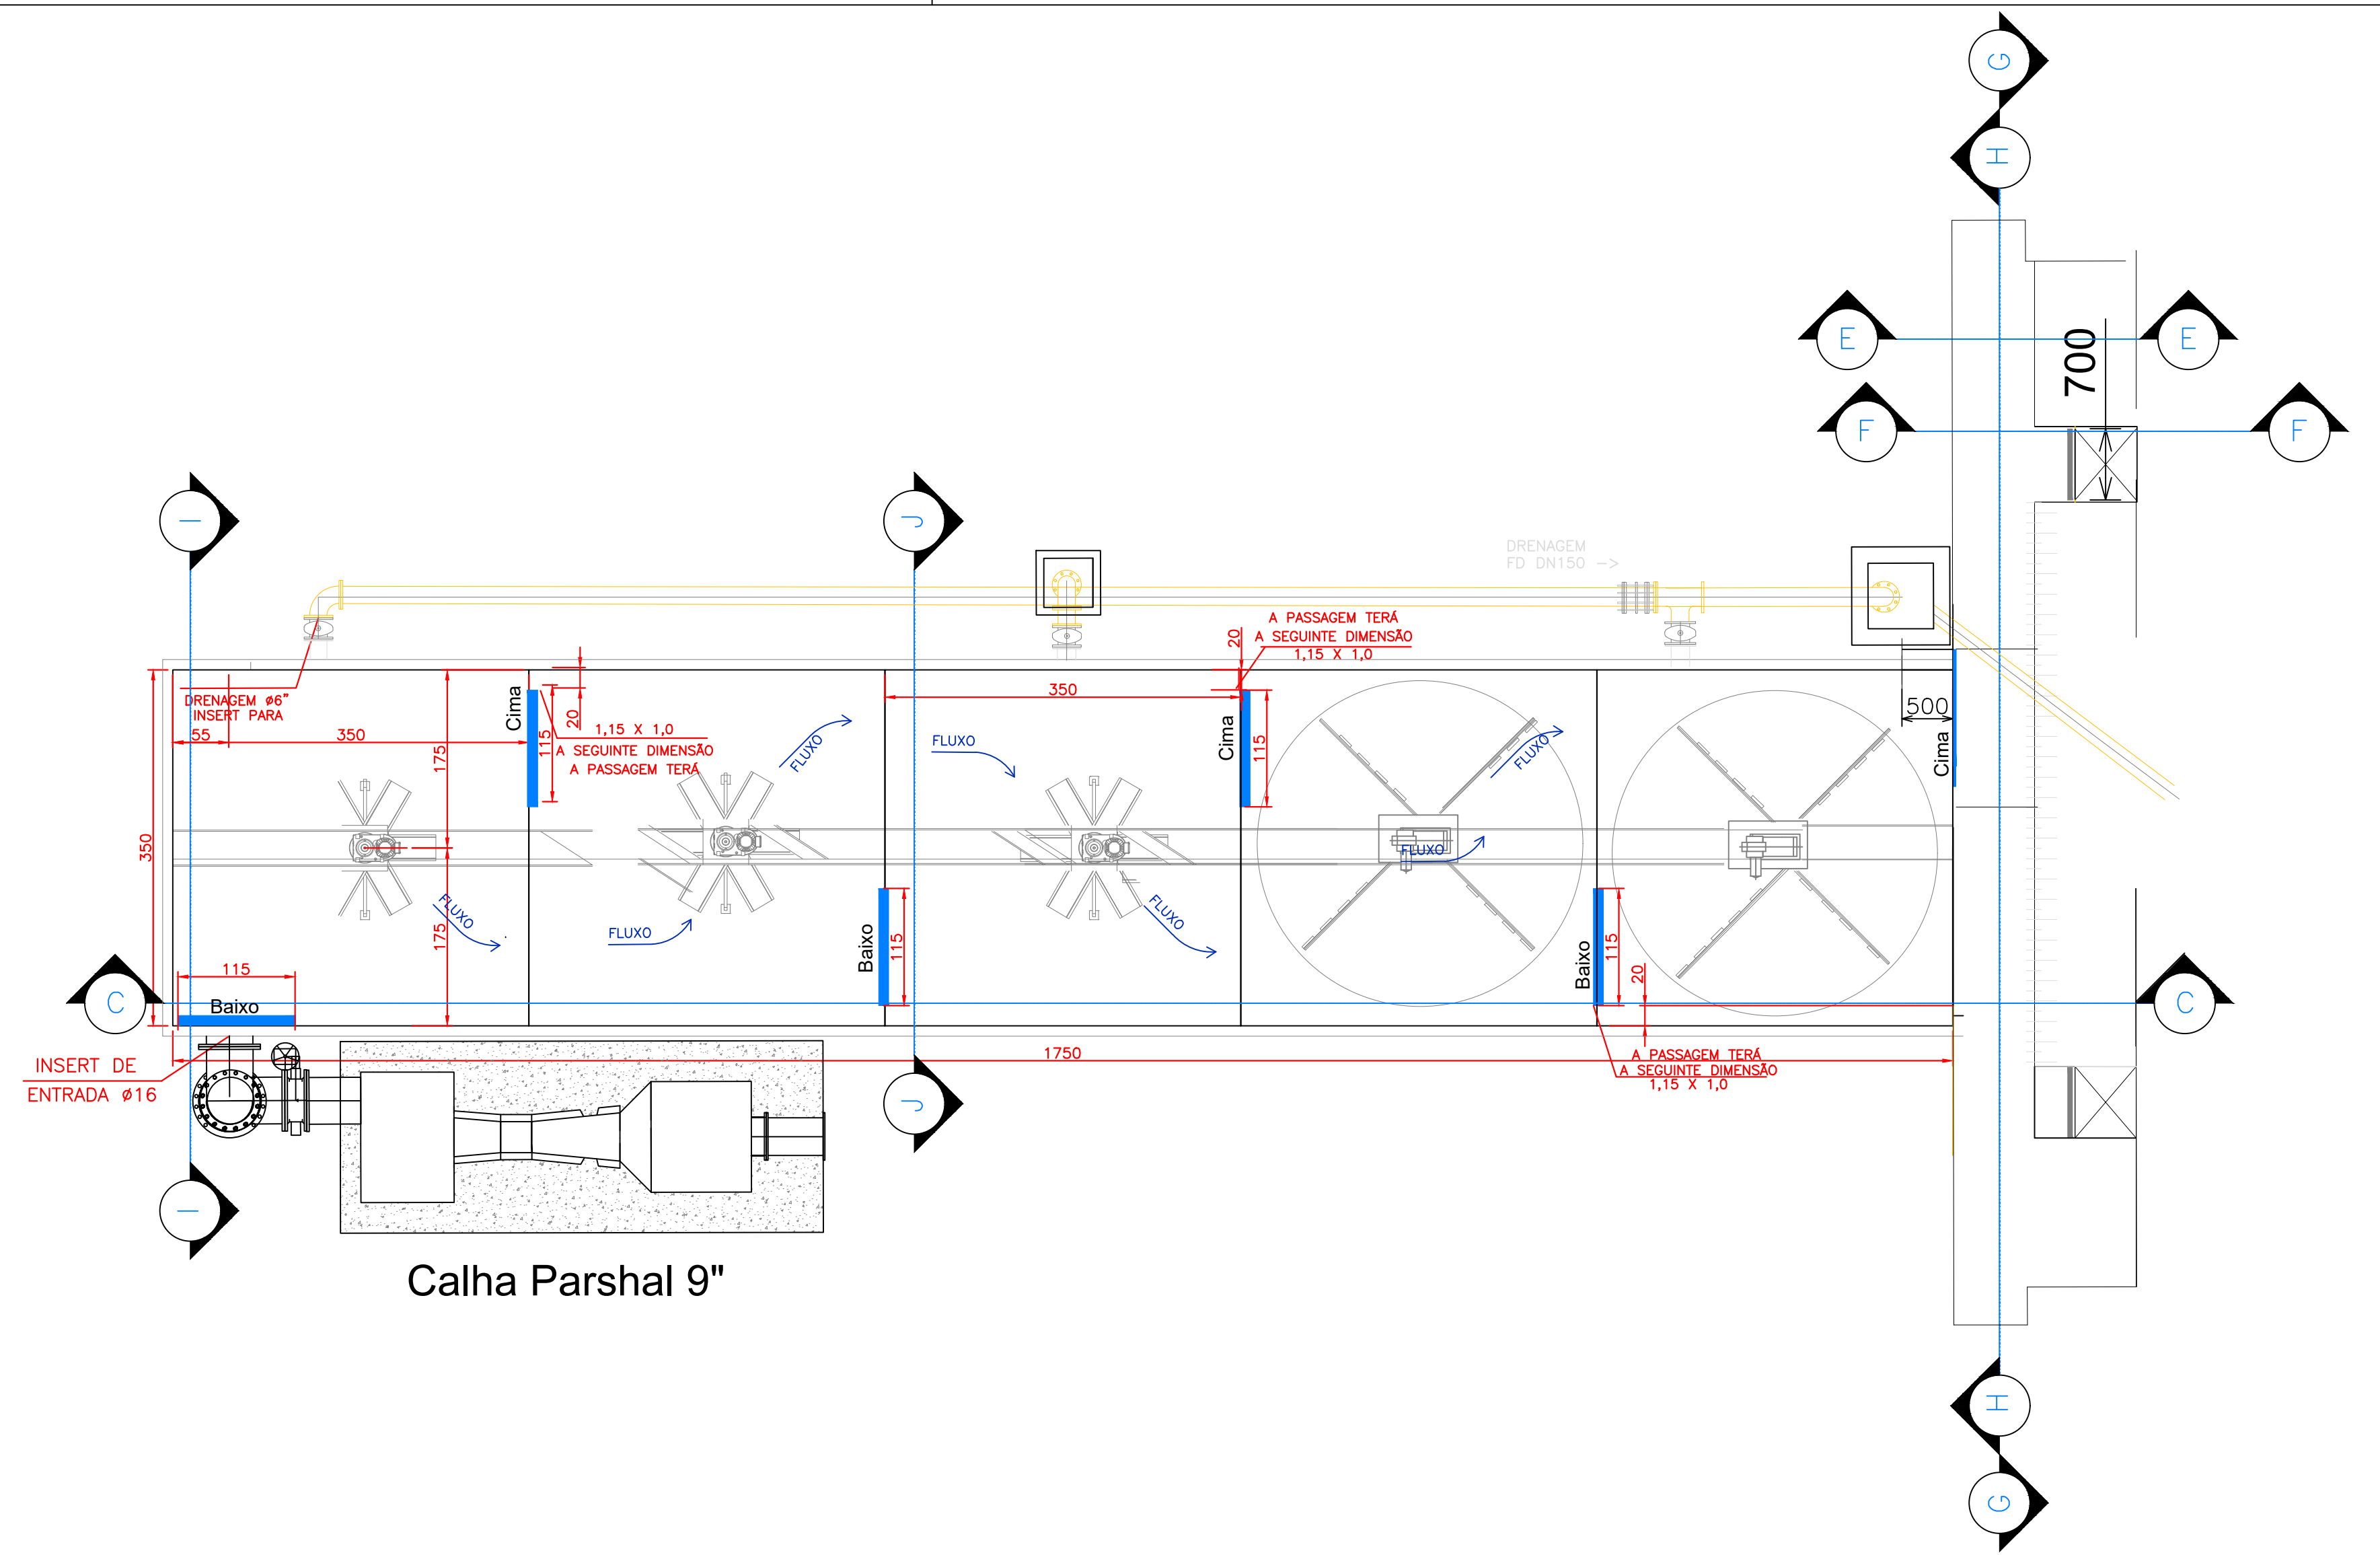 G
H
E
E
700
F
F
I
J
DRENAGEM
FD DN150 ->
A PASSAGEM TERÁ
A SEGUINTE DIMENSÃO
1,15 X 1,0
20
DRENAGEM ø6"
INSERT PARA
55
350
175
Cima
115
20
1,15 X 1,0
A SEGUINTE DIMENSÃO
A PASSAGEM TERÁ
FLUXO
FLUXO
350
Cima
115
FLUXO
500
Cima
350
FLUXO
FLUXO
175
FLUXO
FLUXO
Baixo
115
Baixo
115
20
C
115
Baixo
C
1750
INSERT DE
ENTRADA ø16
A PASSAGEM TERÁ
A SEGUINTE DIMENSÃO
1,15 X 1,0
J
I
Calha Parshal 9"
H
G